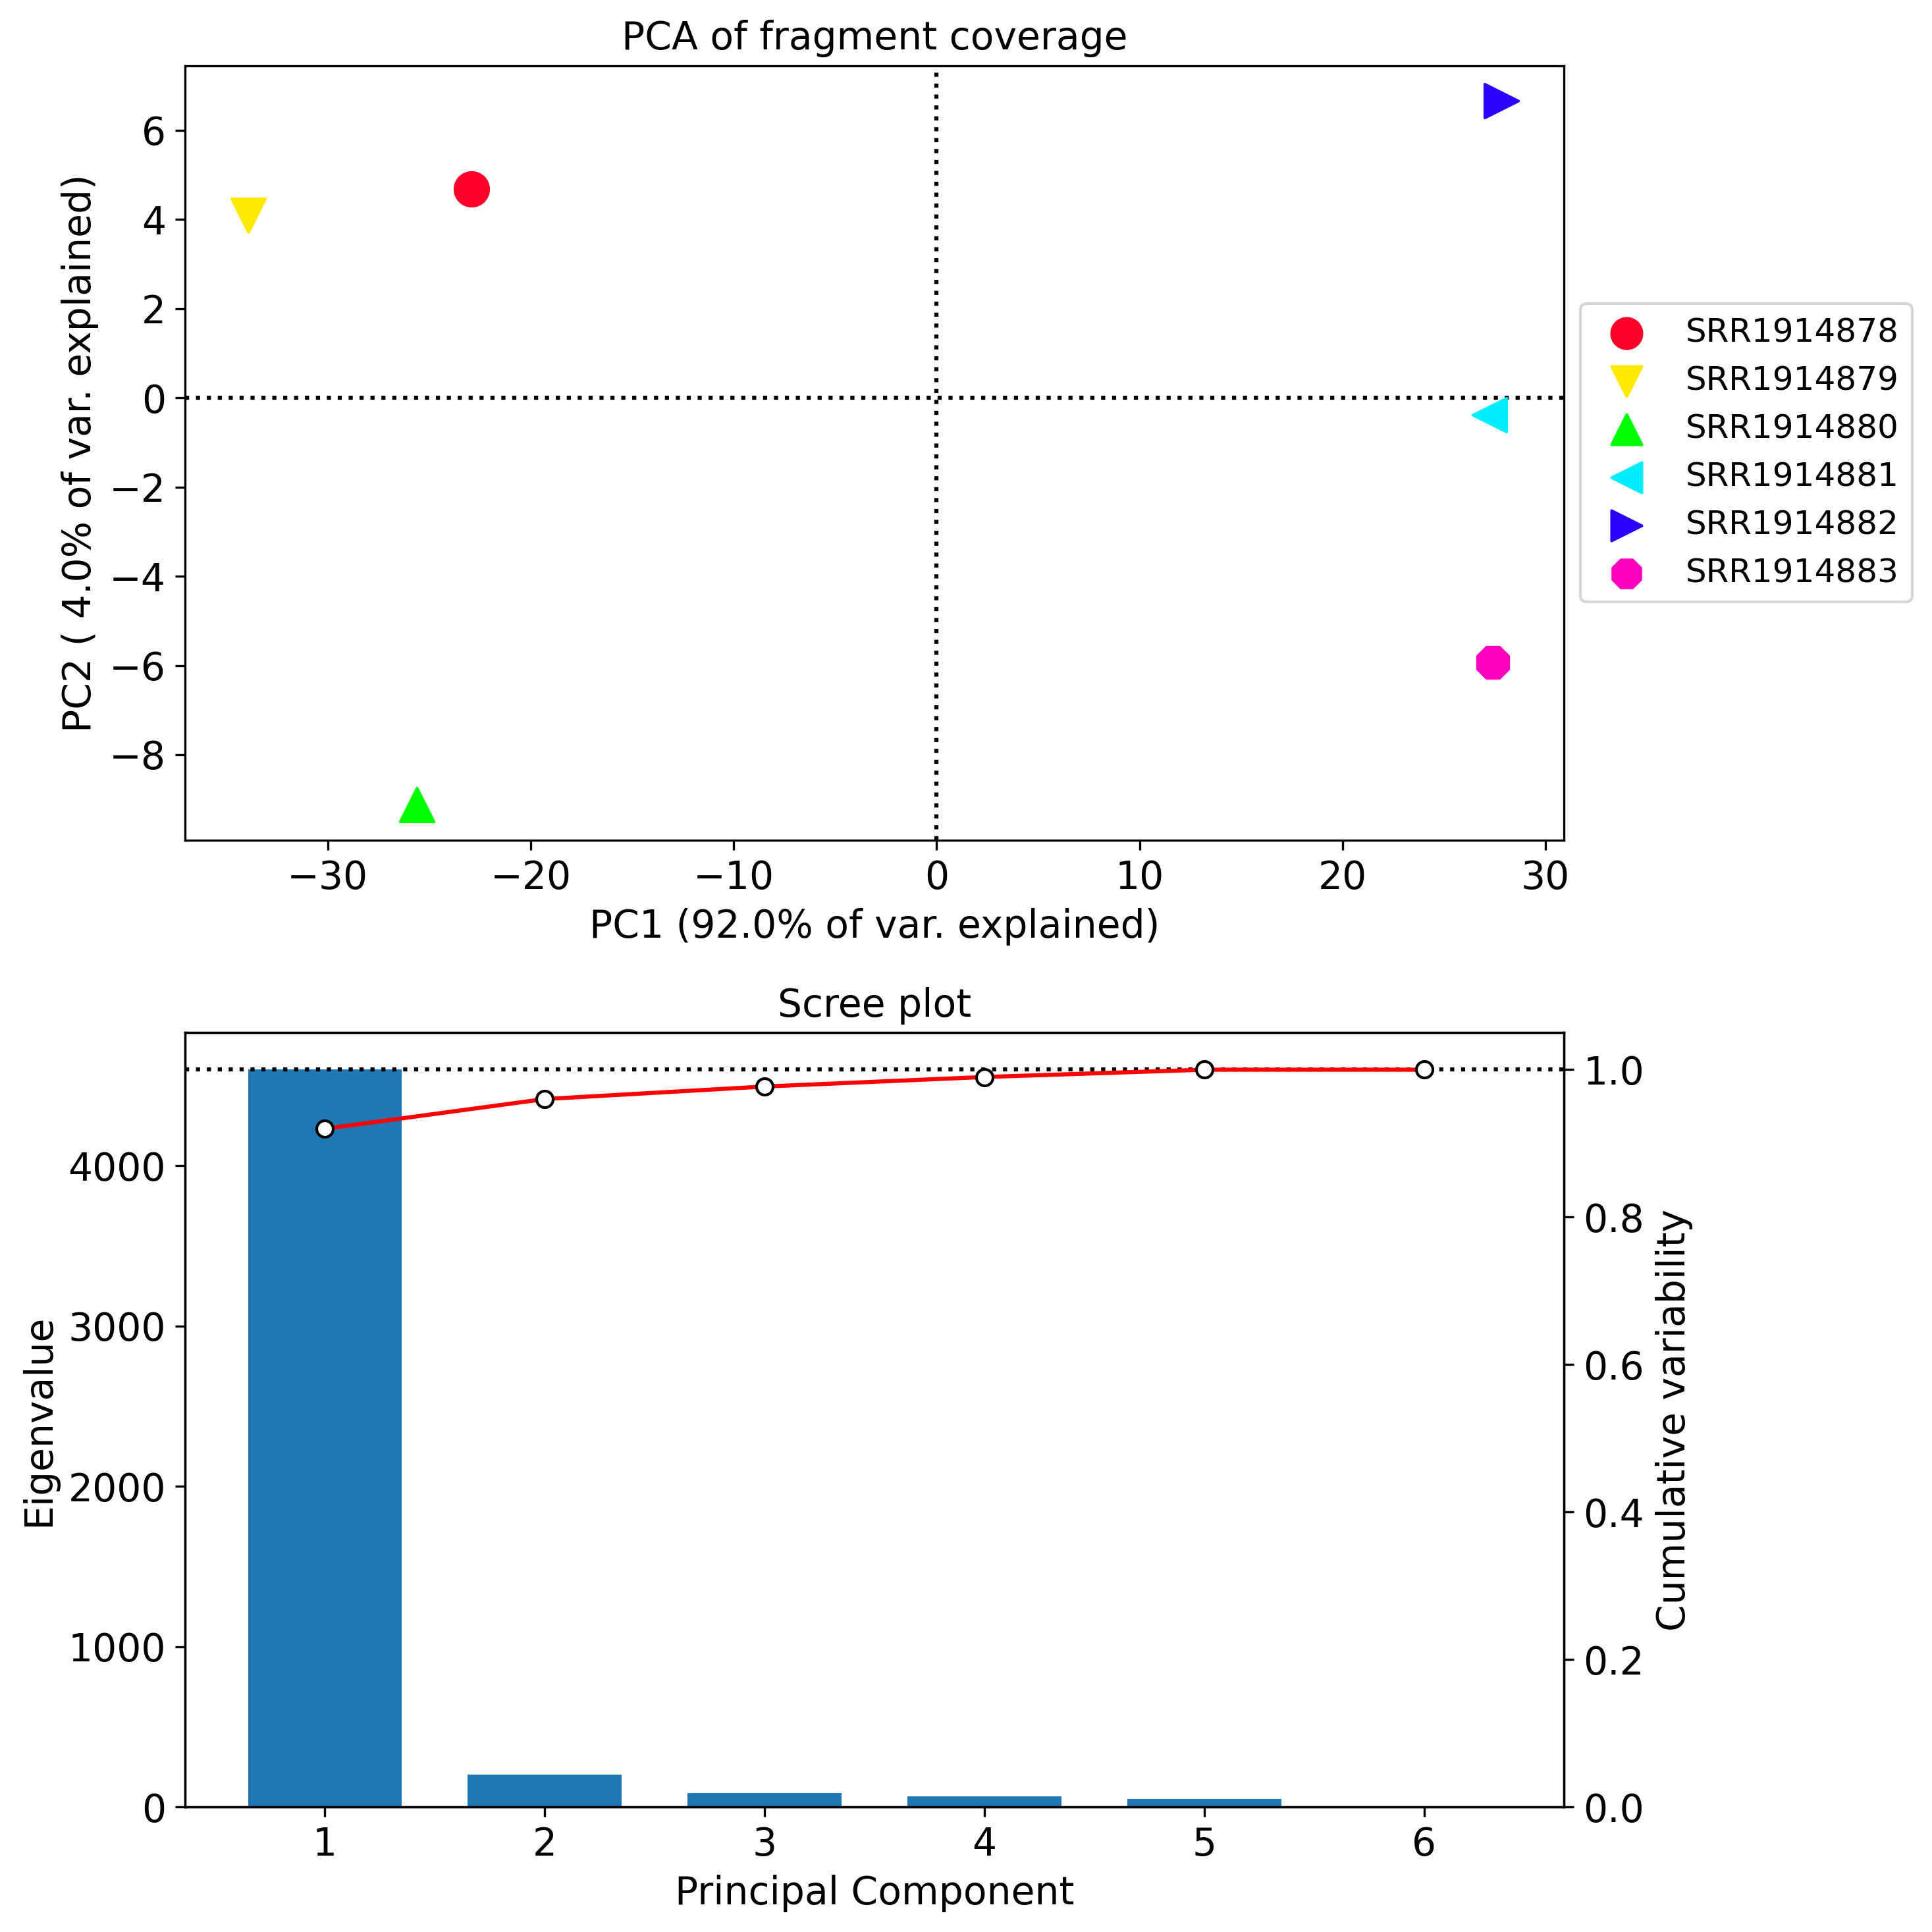 PCA of fragment coverage
PC2 ( 4.0% of var. explained)
6
4
2
0
−2
−4
−6
−8
−30
−20
−10
0
10
20
30
PC1 (92.0% of var. explained)
SRR1914878
SRR1914879
SRR1914880
SRR1914881
SRR1914882
SRR1914883
Scree plot
Eigenvalue
4000
3000
2000
1000
0
1.0
0.8
0.6
0.4
0.2
0.0
Cumulative variability
1
2
3
4
5
6
Principal Component